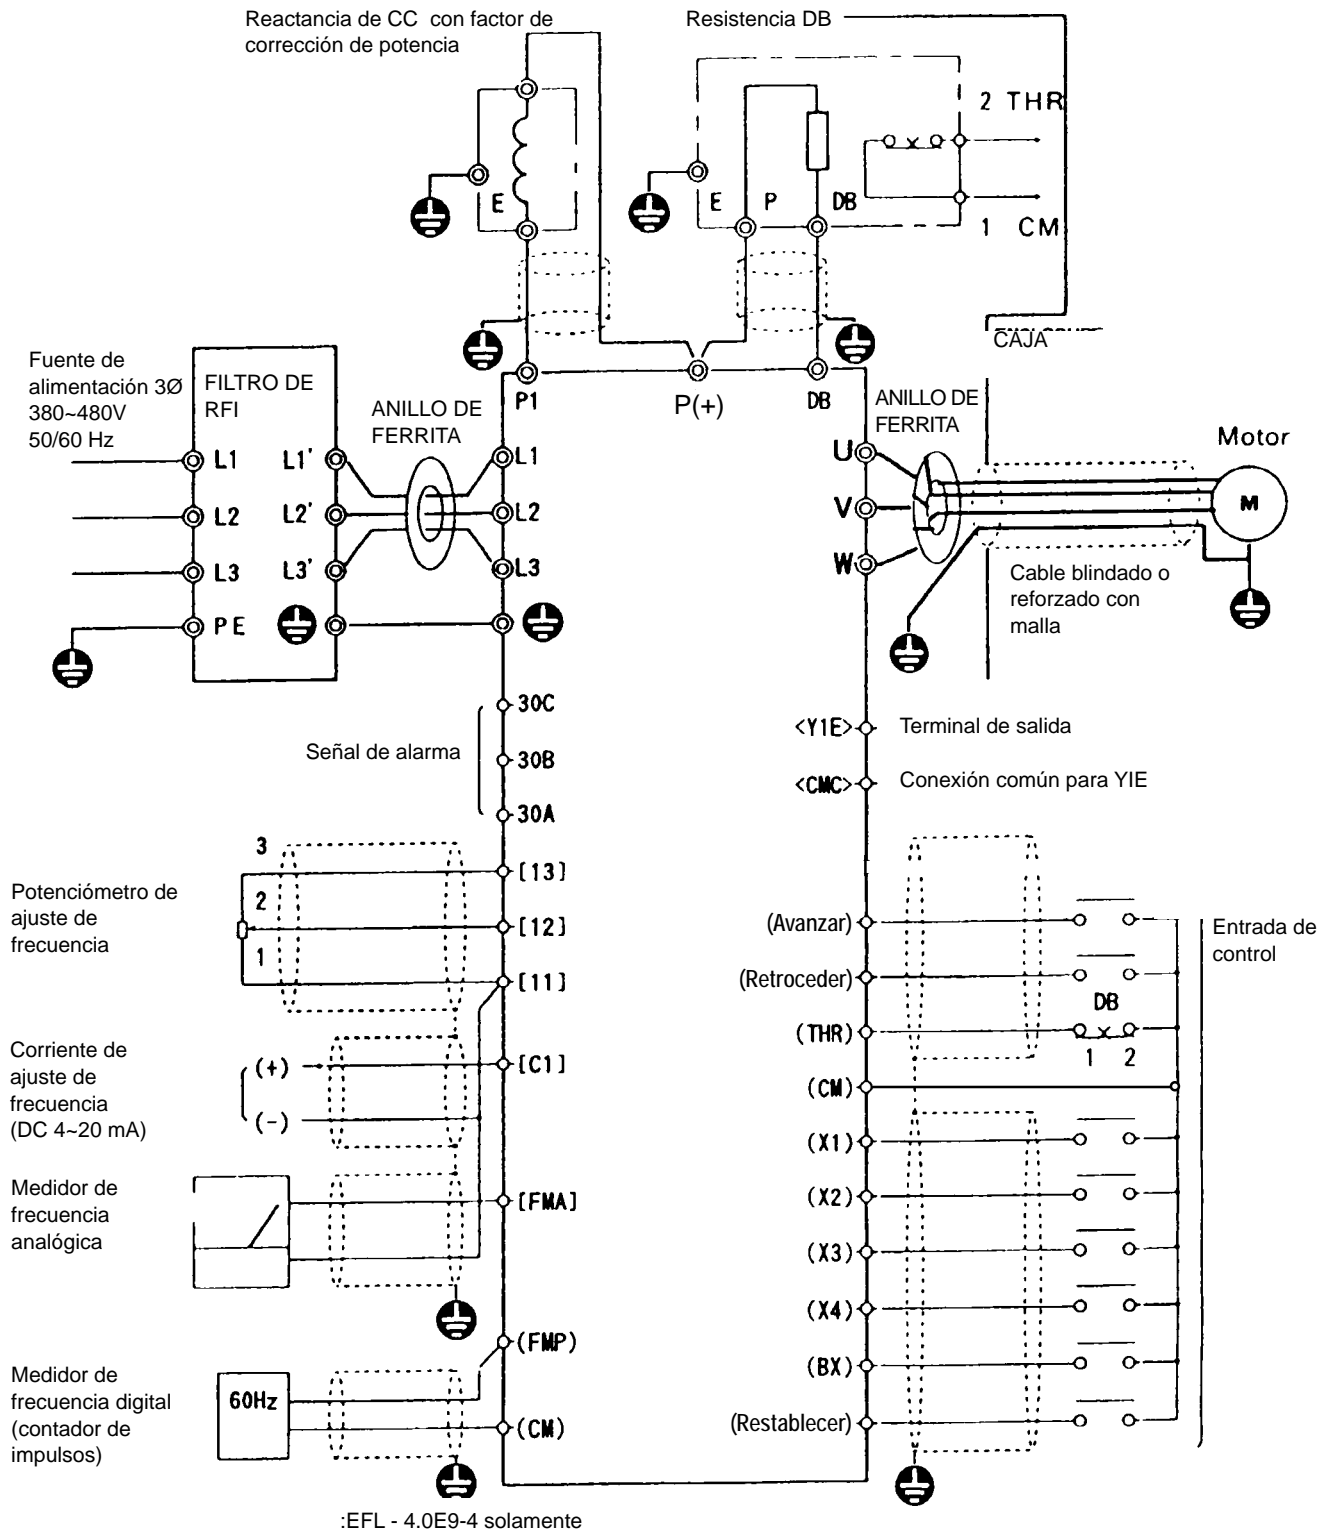 Reactancia de CC con factor de
corrección de potencia
Resistencia DB
2 THR
E
E
P
DB
1 CM
CAJA
Fuente de
alimentación 3Ø
380~480V
50/60 Hz
FILTRO DE
RFI
ANILLO DE
FERRITA
P1
P(+)
DB
ANILLO DE
FERRITA
Motor
L1
L1'
L1
U
L2
L2'
L2
V
M
L3
L3'
L3
W
Cable blindado o
reforzado con
malla
PE
30C
Señal de alarma
30B
30A
<Y1E>
Terminal de salida
<CMC>
Conexión común para YIE
3
[13]
Potenciómetro de
ajuste de
frecuencia
2
[12]
1
[11]
(Avanzar)
Entrada de
control
(Retroceder)
DB
(THR)
1 2
Corriente de
ajuste de
frecuencia
(DC 4~20 mA)
(+)
[C1]
(-)
(CM)
(X1)
Medidor de
frecuencia
analógica
[FMA]
(X2)
(X3)
(X4)
(FMP)
(BX)
Medidor de
frecuencia digital
(contador de
impulsos)
60Hz
(CM)
(Restablecer)
:EFL - 4.0E9-4 solamente